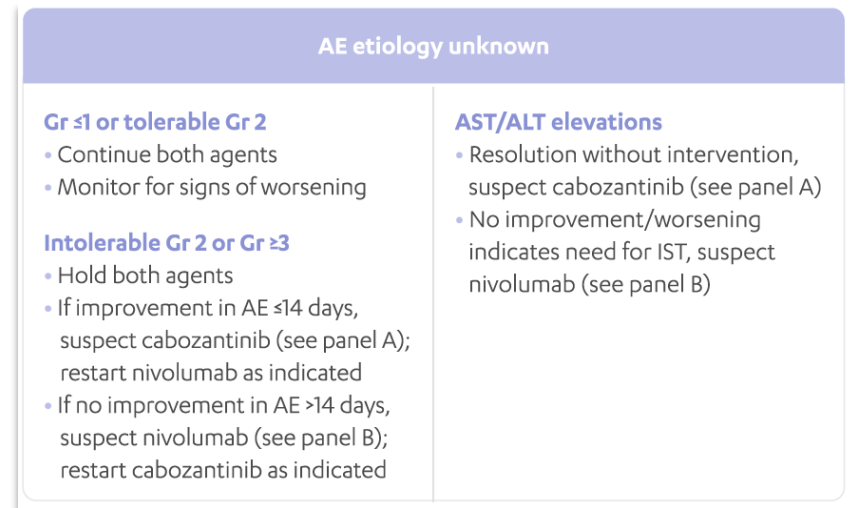 AE etiology unknown
Gr ≤1 or tolerable Gr 2
• Continue both agents
• Monitor for signs of worsening
Intolerable Gr 2 or Gr ≥3
• Hold both agents
• If improvement in AE ≤14 days,
suspect cabozantinib (see panel A);
restart nivolumab as indicated
• If no improvement in AE >14 days,
suspect nivolumab (see panel B);
restart cabozantinib as indicated
AST/ALT elevations
• Resolution without intervention,
suspect cabozantinib (see panel A)
• No improvement/worsening
indicates need for IST, suspect
nivolumab (see panel B)